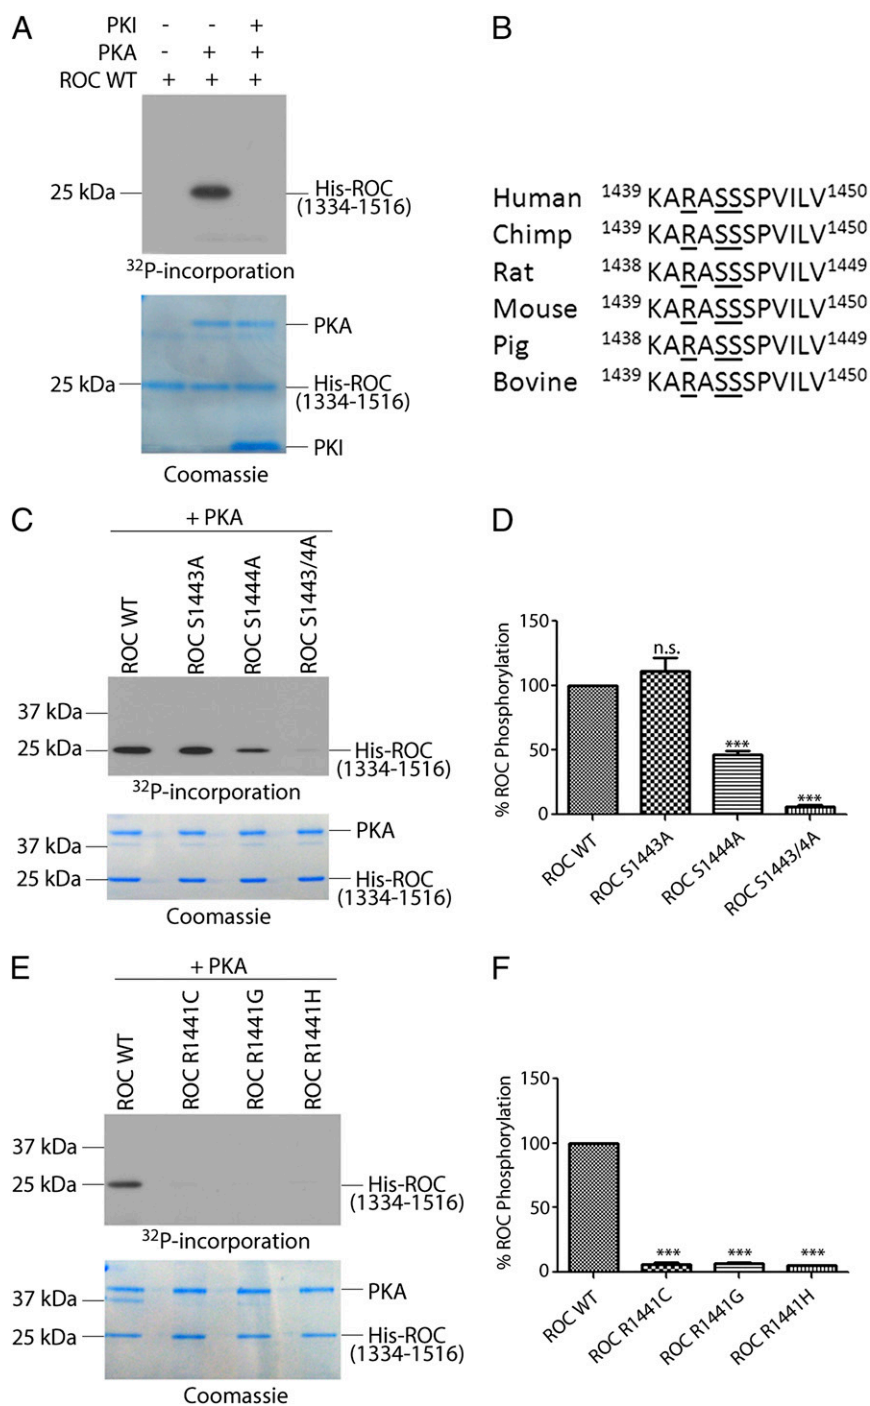 A
PKI - - +
PKA - + +
ROC WT + + +
25 kDa
His-ROC
(1334-1516)
32P-incorporation
PKA
25 kDa
His-ROC
(1334-1516)
PKI
Coomassie
B
Human 1439 KARASSSPVILV1450
Chimp 1439 KARASSSPVILV1450
Rat 1438 KARASSSPVILV1449
Mouse 1439 KARASSSPVILV1450
Pig 1438 KARASSSPVILV1449
Bovine 1439 KARASSSPVILV1450
C
+ PKA
ROC WT
ROC S1443A
ROC S1444A
ROC S1443/4A
37 kDa
25 kDa
His-ROC
(1334-1516)
32P-incorporation
PKA
37 kDa
25 kDa
His-ROC
(1334-1516)
Coomassie
D
% ROC Phosphorylation
150
100
50
0
n.s.
***
***
ROC WT
ROC S1443A
ROC S1444A
ROC S1443/4A
E
+ PKA
ROC WT
ROC R1441C
ROC R1441G
ROC R1441H
37 kDa
25 kDa
His-ROC
(1334-1516)
32P-incorporation
PKA
37 kDa
25 kDa
His-ROC
(1334-1516)
Coomassie
F
% ROC Phosphorylation
150
100
50
0
***
***
***
ROC WT
ROC R1441C
ROC R1441G
ROC R1441H